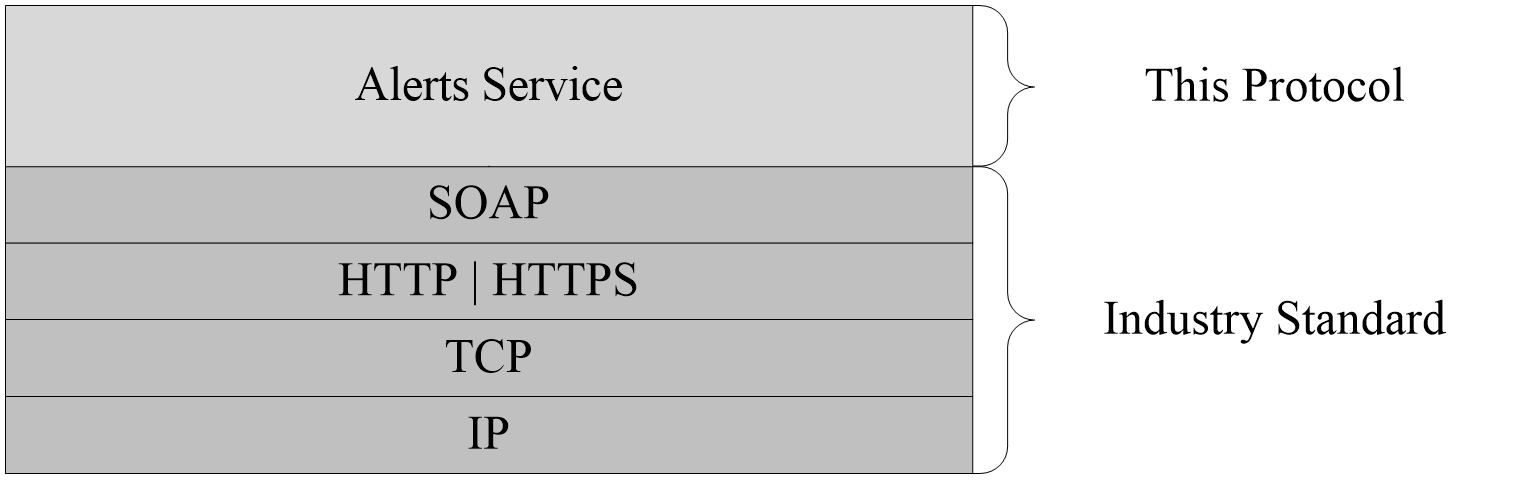 Alerts Service
This Protocol
SOAP
HTTP | HTTPS
Industry Standard
TCP
IP